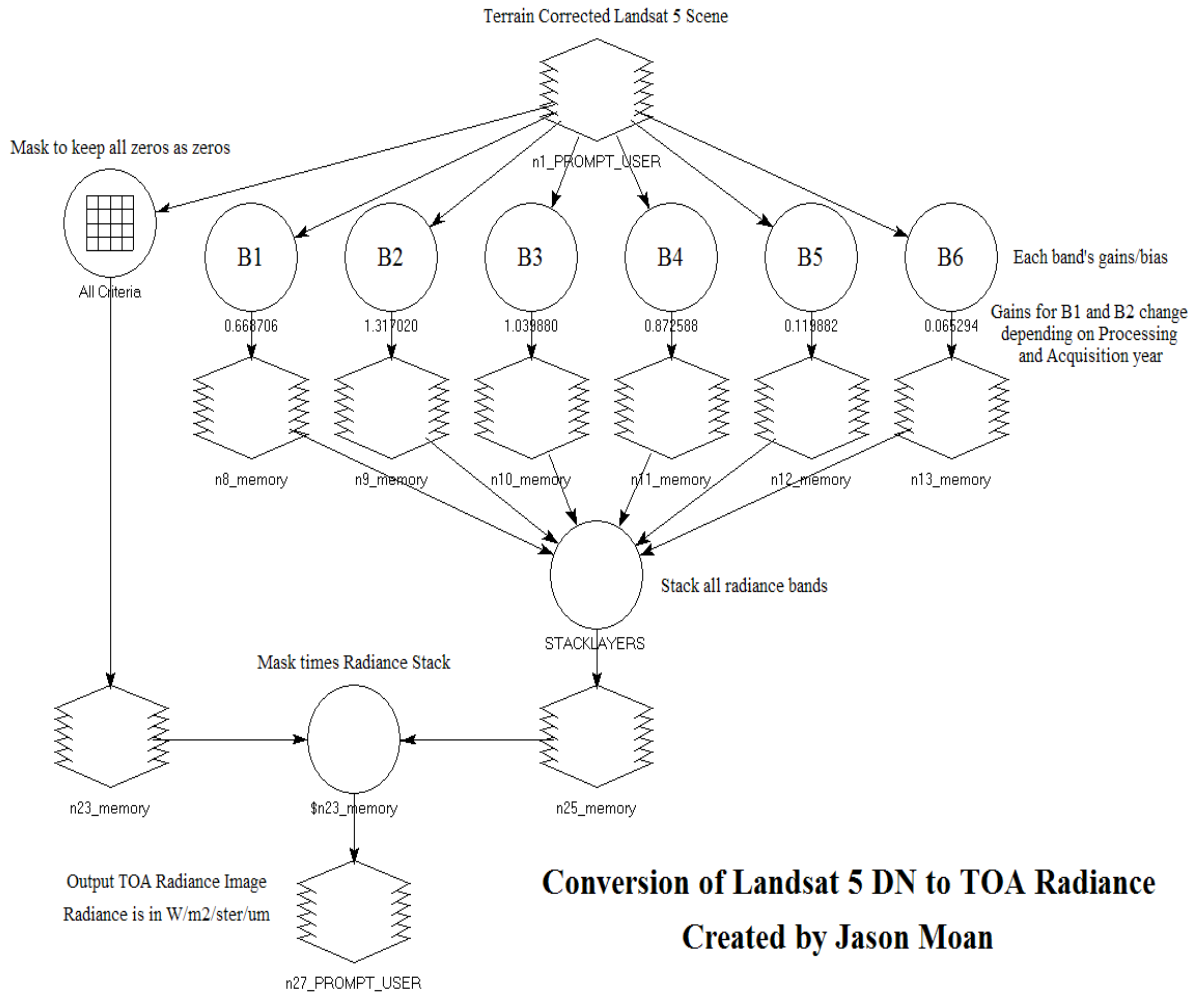 Terrain Corrected Landsat 5 Scene
n1_PROMPT_USER
Mask to keep all zeros as zeros
All Criteria
B1
B2
B3
B4
B5
B6
Each band's gains/bias
0.668706
1.317020
1.039880
0.872588
0.119882
0.065294
Gains for B1 and B2 change
depending on Processing
and Acquisition year
n8_memory
n9_memory
n10_memory
n11_memory
n12_memory
n13_memory
Stack all radiance bands
STACKLAYERS
Mask times Radiance Stack
n23_memory
$n23_memory
n25_memory
Output TOA Radiance Image
Radiance is in W/m2/ster/um
n27_PROMPT_USER
Conversion of Landsat 5 DN to TOA Radiance
Created by Jason Moan